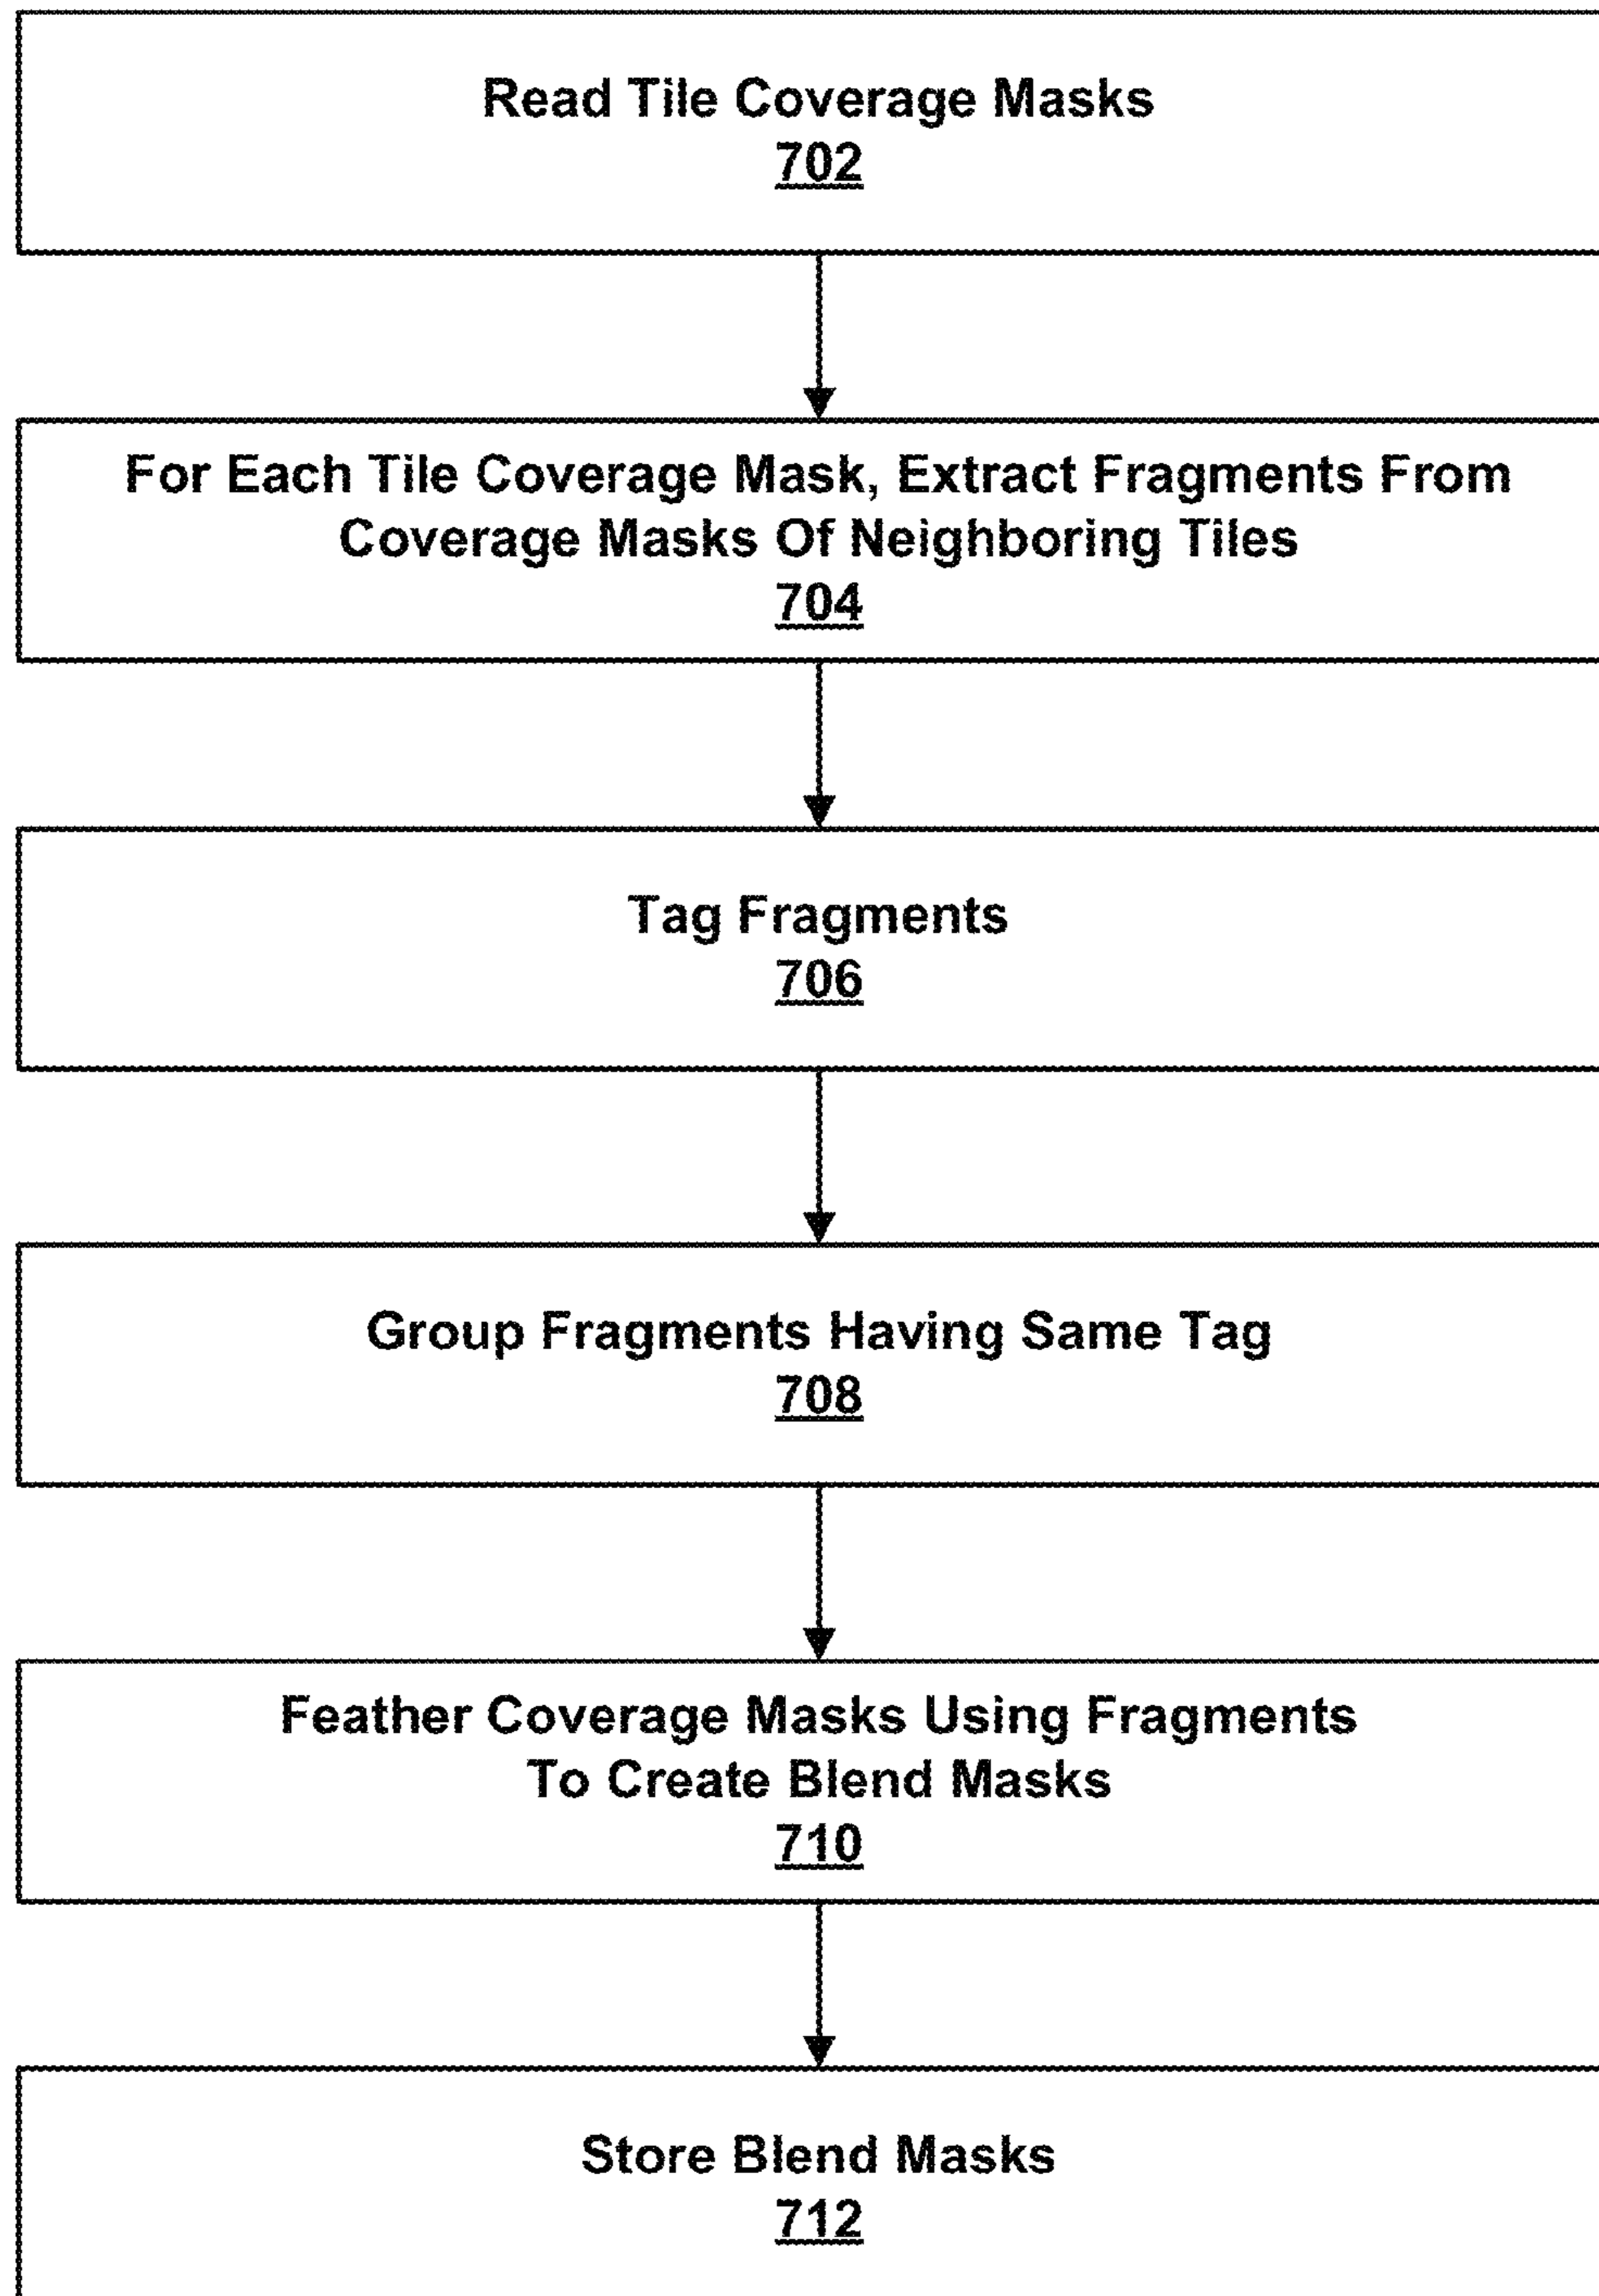 Read Tile Coverage Masks
702
For Each Tile Coverage Mask, Extract Fragments From
Coverage Masks Of Neighboring Tiles
704
Tag Fragments
706
Group Fragments Having Same Tag
708
Feather Coverage Masks Using Fragments
To Create Blend Masks
710
Store Blend Masks
712